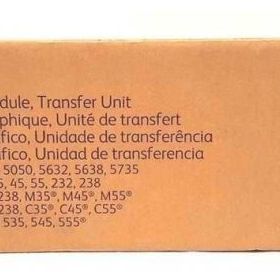 dule, Transfer Unit
phique, Unité de transfert
fico, Unidade de transferência
fico, Unidad de transferencia
5050, 5632, 5638, 5735
5, 45, 55, 232, 238
238, M35® , M45® , M55®
238, C35® , C45® , C55®
535, 545, 555®